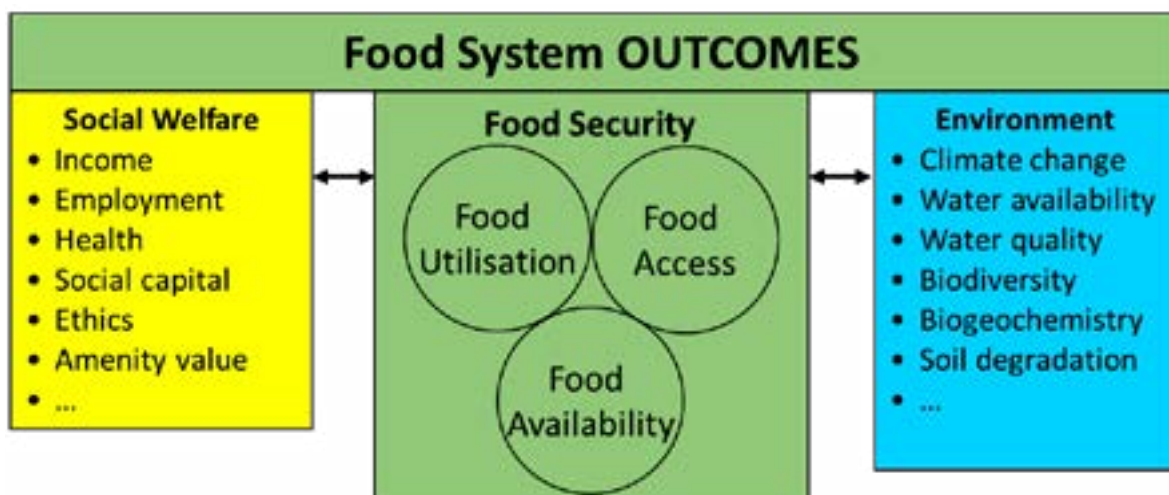 Food System OUTCOMES
Social Welfare
• Income
• Employment
• Health
• Social capital
• Ethics
• Amenity value
• ...
Food Security
Food
Utilisation
Food
Access
Food
Availability
Environment
• Climate change
• Water availability
• Water quality
• Biodiversity
• Biogeochemistry
• Soil degradation
• ...